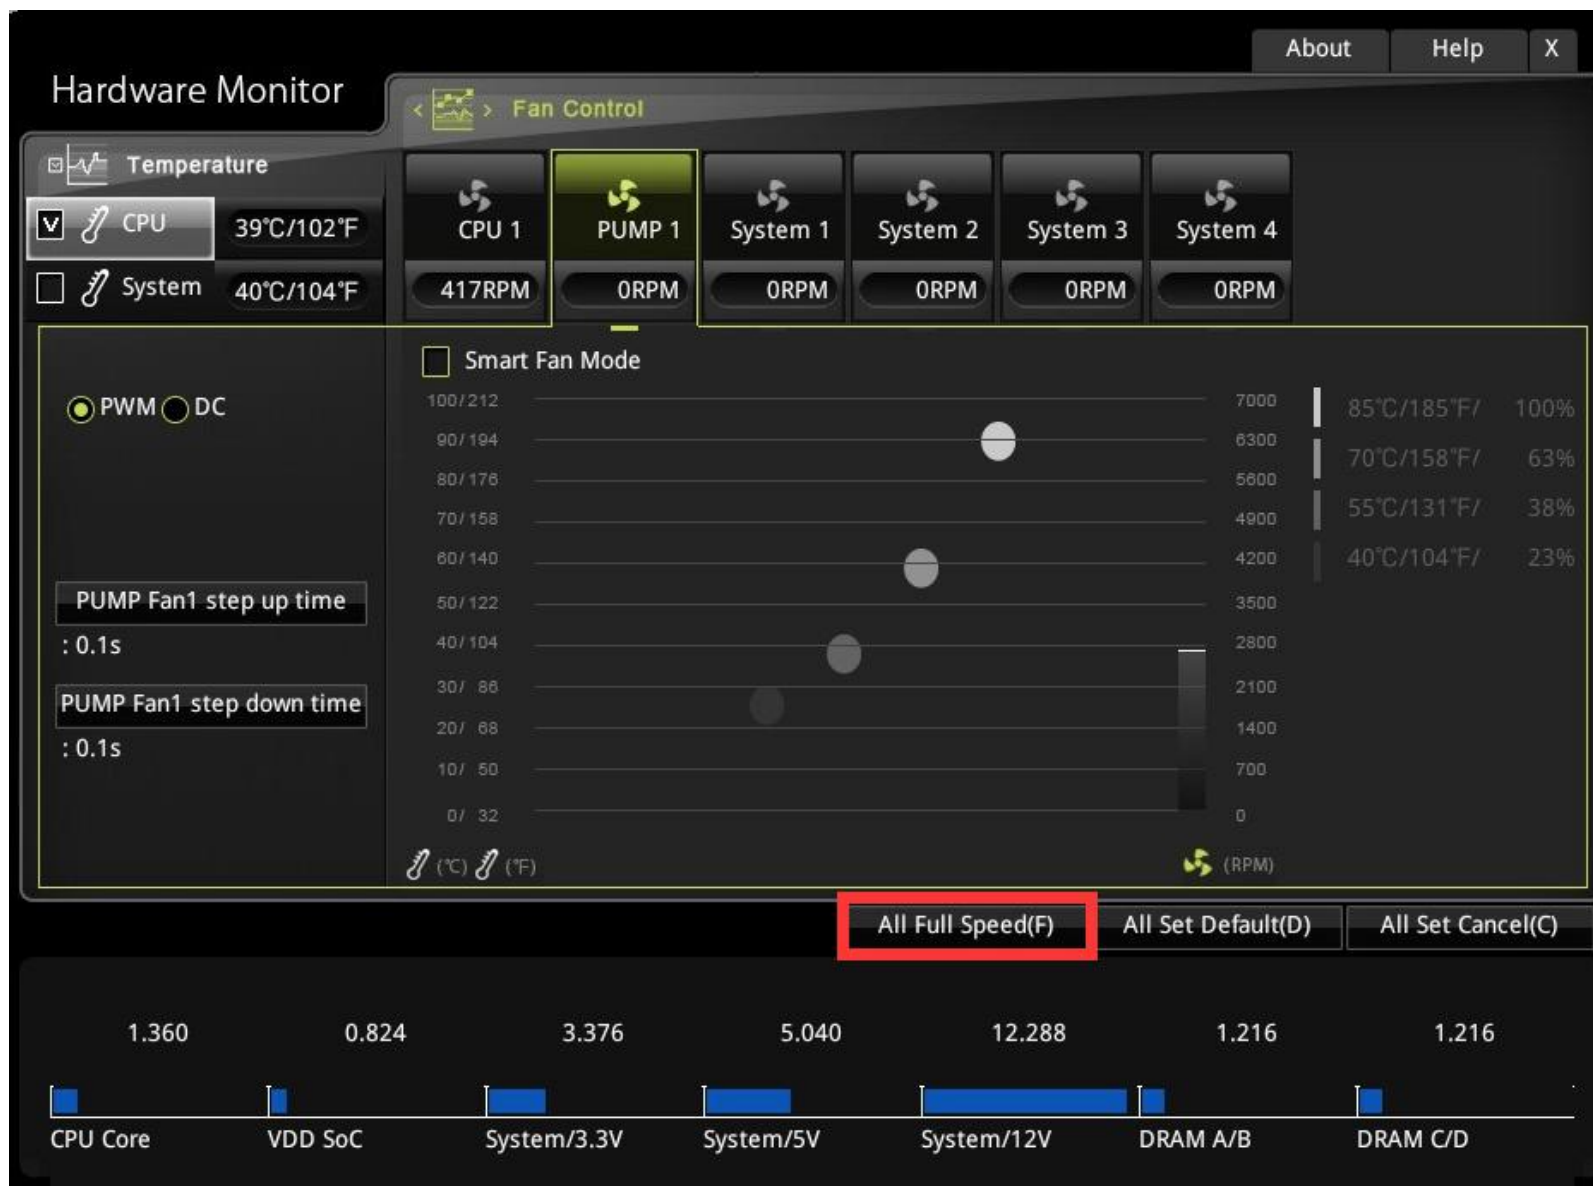 About Help X
Hardware Monitor
< > Fan Control
Temperature
V CPU 39℃/102℉
System 40℃/104℉
CPU 1 PUMP 1 System 1 System 2 System 3 System 4
417RPM 0RPM 0RPM 0RPM 0RPM 0RPM
Smart Fan Mode
PWM DC
PUMP Fan1 step up time
: 0.1s
PUMP Fan1 step down time
: 0.1s
100/212 7000
90/194 6300
80/176 5600
70/158 4900
60/140 4200
50/122 3500
40/104 2800
30/ 86 2100
20/ 68 1400
10/ 50 700
0/ 32 0
(℃) (℉) (RPM)
85℃/185℉/ 100%
70℃/158℉/ 63%
55℃/131℉/ 38%
40℃/104℉/ 23%
All Full Speed(F) All Set Default(D) All Set Cancel(C)
1.360 0.824 3.376 5.040 12.288 1.216 1.216
CPU Core VDD SoC System/3.3V System/5V System/12V DRAM A/B DRAM C/D